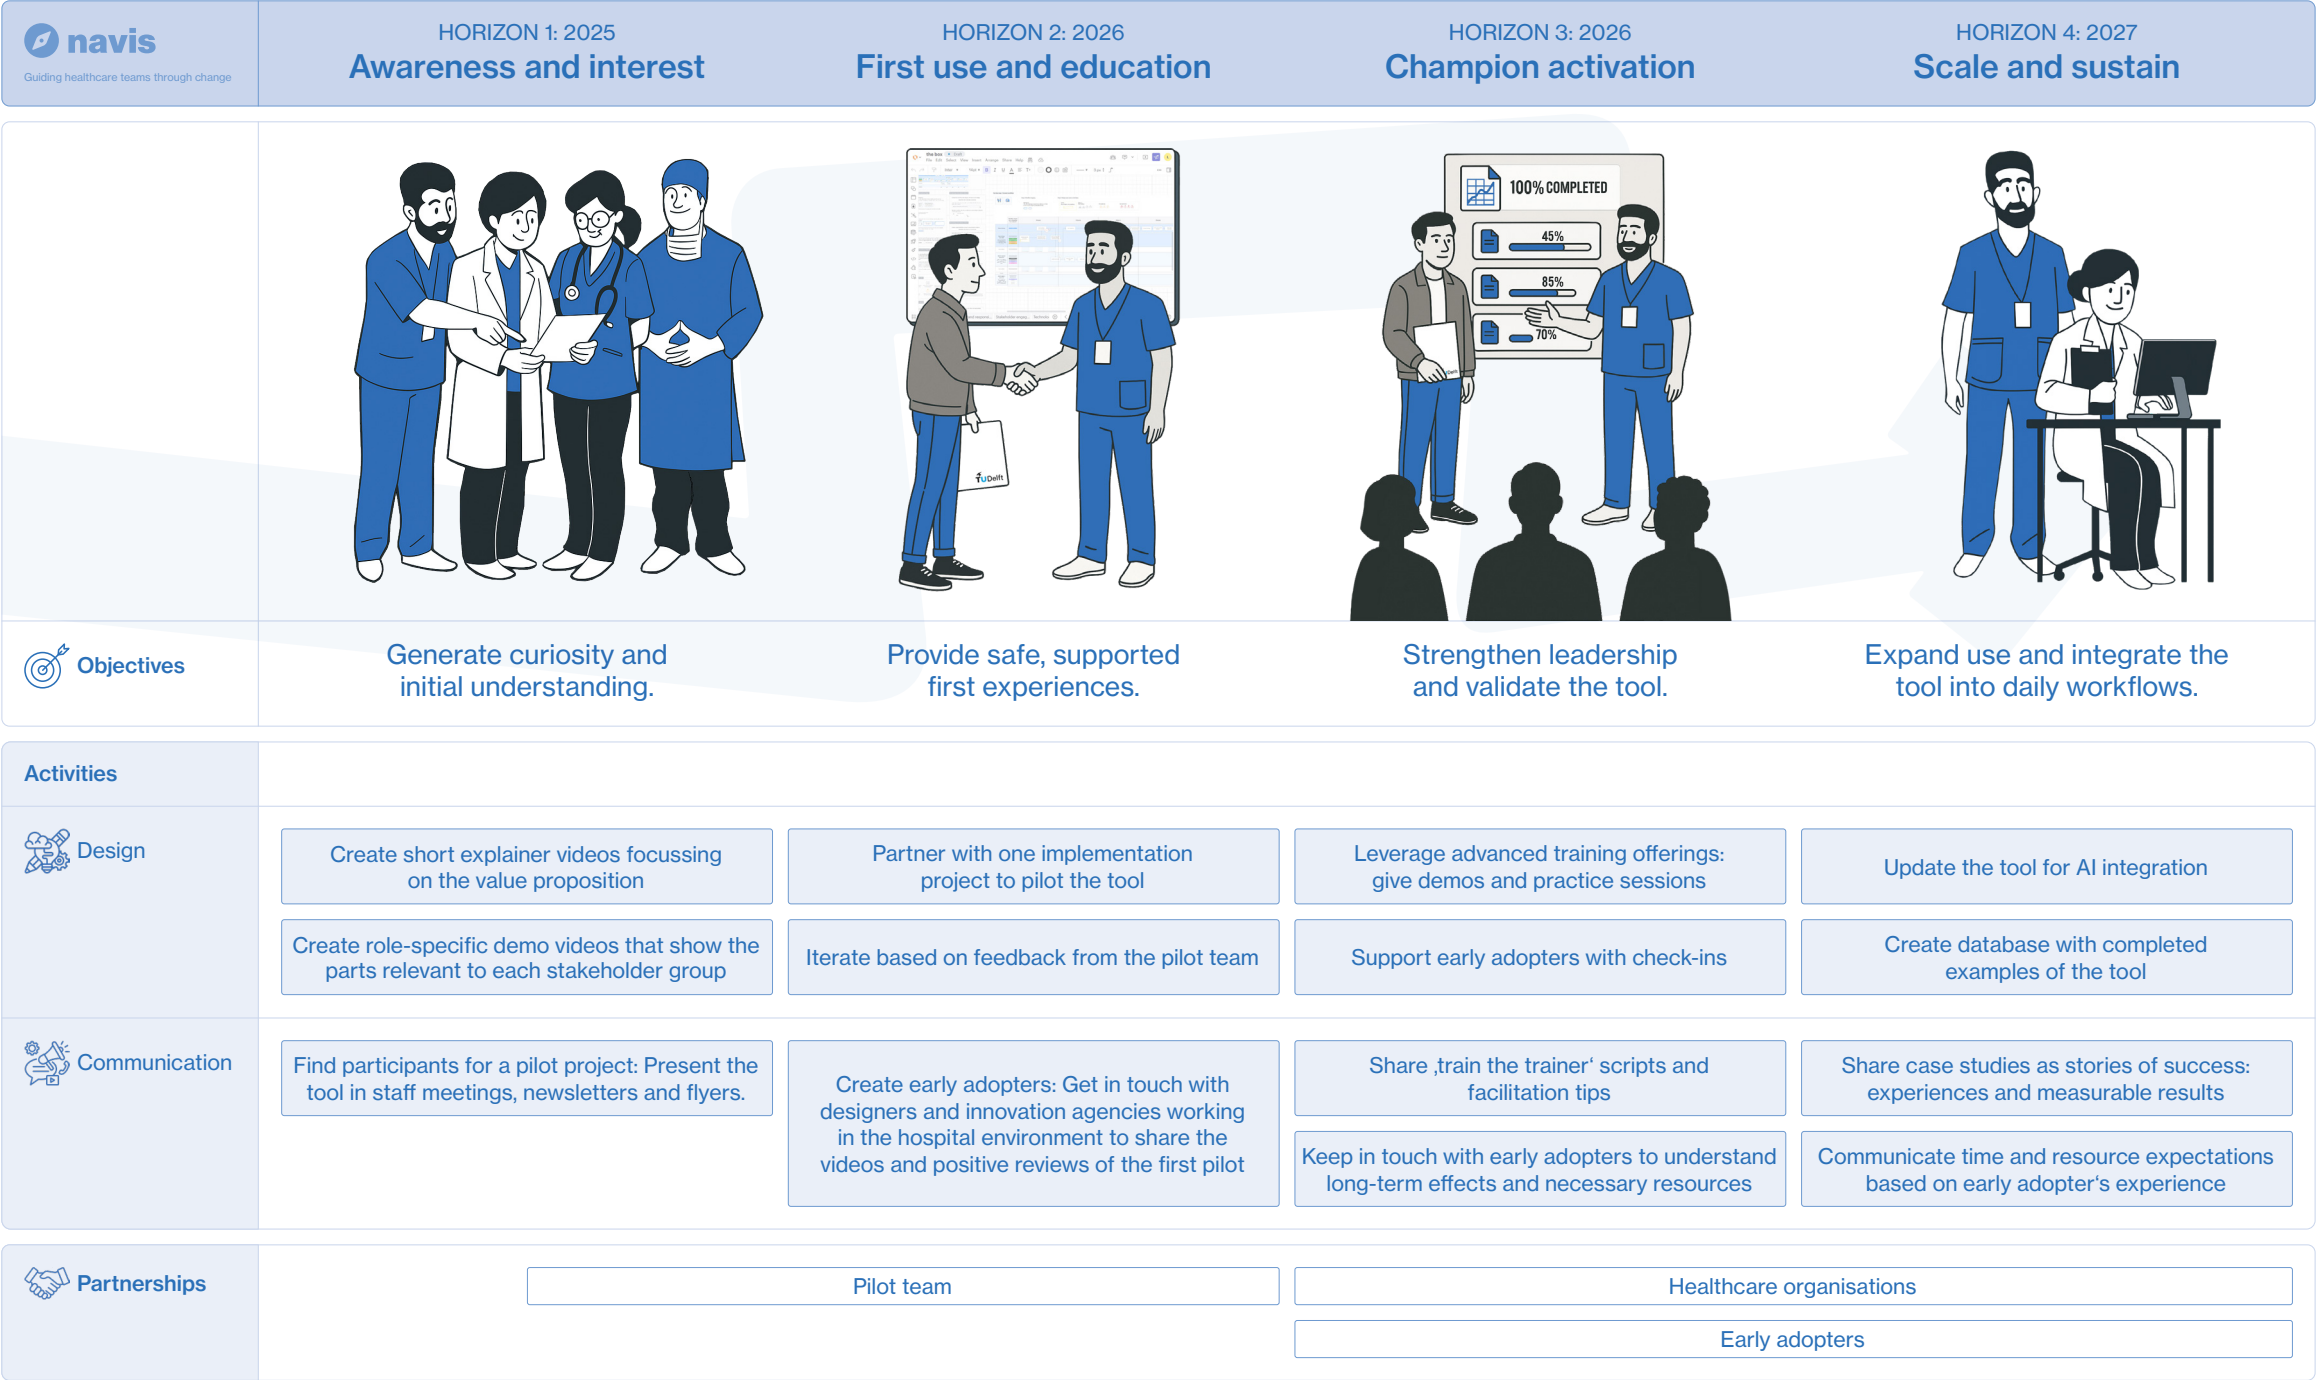 navis
Guiding healthcare teams through change
HORIZON 1: 2025
Awareness and interest
HORIZON 2: 2026
First use and education
HORIZON 3: 2026
Champion activation
HORIZON 4: 2027
Scale and sustain
TU Delft
100% COMPLETED
45%
85%
70%
Objectives
Generate curiosity and
initial understanding.
Provide safe, supported
first experiences.
Strengthen leadership
and validate the tool.
Expand use and integrate the
tool into daily workflows.
Activities
Design
Create short explainer videos focussing
on the value proposition
Partner with one implementation
project to pilot the tool
Leverage advanced training offerings:
give demos and practice sessions
Update the tool for AI integration
Create role-specific demo videos that show the
parts relevant to each stakeholder group
Iterate based on feedback from the pilot team
Support early adopters with check-ins
Create database with completed
examples of the tool
Communication
Find participants for a pilot project: Present the
tool in staff meetings, newsletters and flyers.
Create early adopters: Get in touch with
designers and innovation agencies working
in the hospital environment to share the
videos and positive reviews of the first pilot
Share ‚train the trainer‘ scripts and
facilitation tips
Keep in touch with early adopters to understand
long-term effects and necessary resources
Share case studies as stories of success:
experiences and measurable results
Communicate time and resource expectations
based on early adopter‘s experience
Partnerships
Pilot team
Healthcare organisations
Early adopters